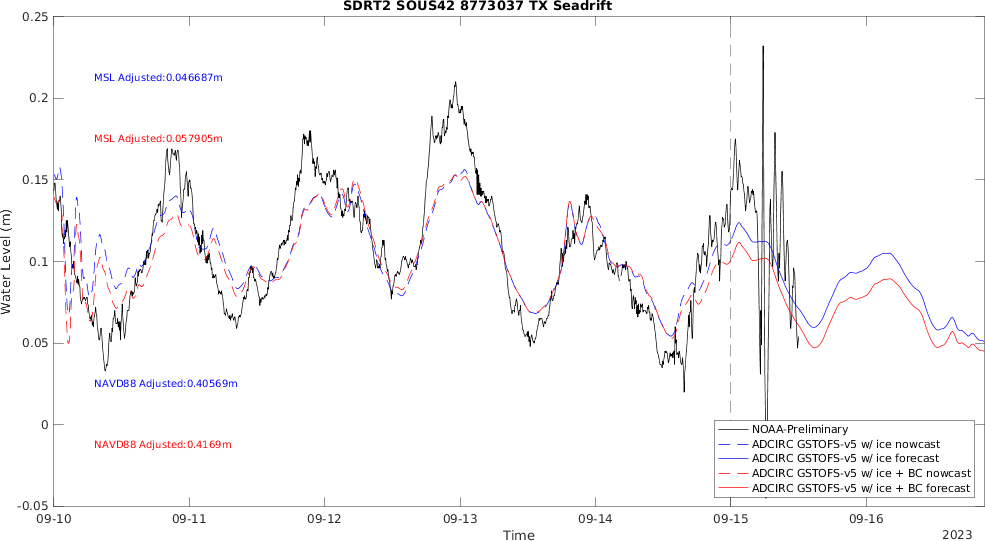 SDRT2 SOUS42 8773037 TX Seadrift
0.25
0.2
0.15
0.1
0.05
0
-0.05
Water Level (m)
MSL Adjusted:0.046687m
MSL Adjusted:0.057905m
NAVD88 Adjusted:0.40569m
NAVD88 Adjusted:0.4169m
NOAA-Preliminary
ADCIRC GSTOFS-v5 w/ ice nowcast
ADCIRC GSTOFS-v5 w/ ice forecast
ADCIRC GSTOFS-v5 w/ ice + BC nowcast
ADCIRC GSTOFS-v5 w/ ice + BC forecast
09-10 09-11 09-12 09-13 09-14 09-15 09-16
Time
2023